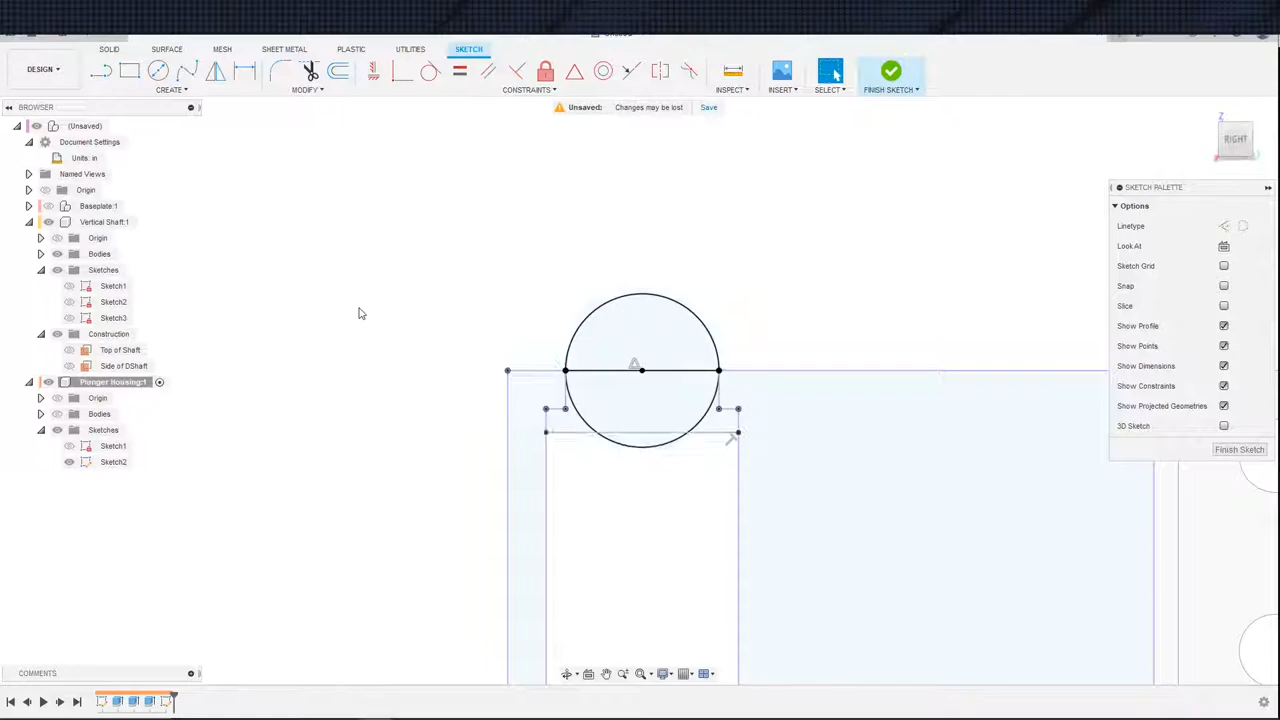 SOLID SURFACE MESH SHEET METAL PLASTIC UTILITIES SKETCH
DESIGN
CREATE MODIFY CONSTRAINTS INSPECT INSERT SELECT FINISH SKETCH
BROWSER
Unsaved: Changes may be lost Save
(Unsaved)
Document Settings
Units: in
Named Views
Origin
Baseplate:1
Vertical Shaft:1
Origin
Bodies
Sketches
Sketch1
Sketch2
Sketch3
Construction
Top of Shaft
Side of DShaft
Plunger Housing:1
Origin
Bodies
Sketches
Sketch1
Sketch2
Z
RIGHT
SKETCH PALETTE
Options
Linetype
Look At
Sketch Grid
Snap
Slice
Show Profile
Show Points
Show Dimensions
Show Constraints
Show Projected Geometries
3D Sketch
Finish Sketch
COMMENTS